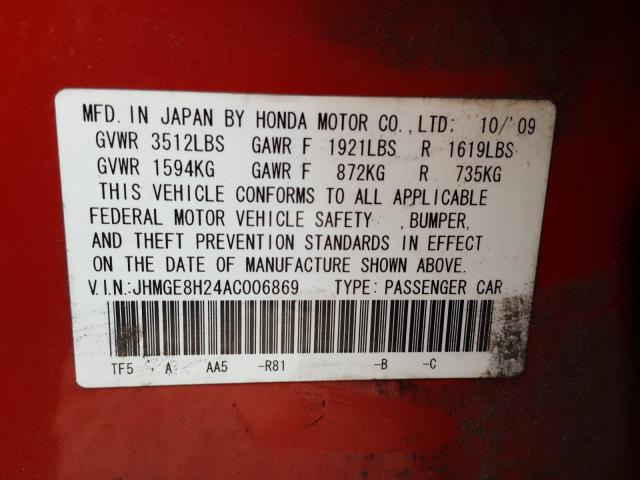 MFD. IN JAPAN BY HONDA MOTOR CO., LTD; 10/'09
GVWR 3512LBS GAWR F 1921LBS R 1619LBS
GVWR 1594KG GAWR F 872KG R 735KG
THIS VEHICLE CONFORMS TO ALL APPLICABLE
FEDERAL MOTOR VEHICLE SAFETY , BUMPER,
AND THEFT PREVENTION STANDARDS IN EFFECT
ON THE DATE OF MANUFACTURE SHOWN ABOVE.
V.I.N.:JHMGE8H24AC006869 TYPE: PASSENGER CAR
TF5 A AA5 -R81 -B -C